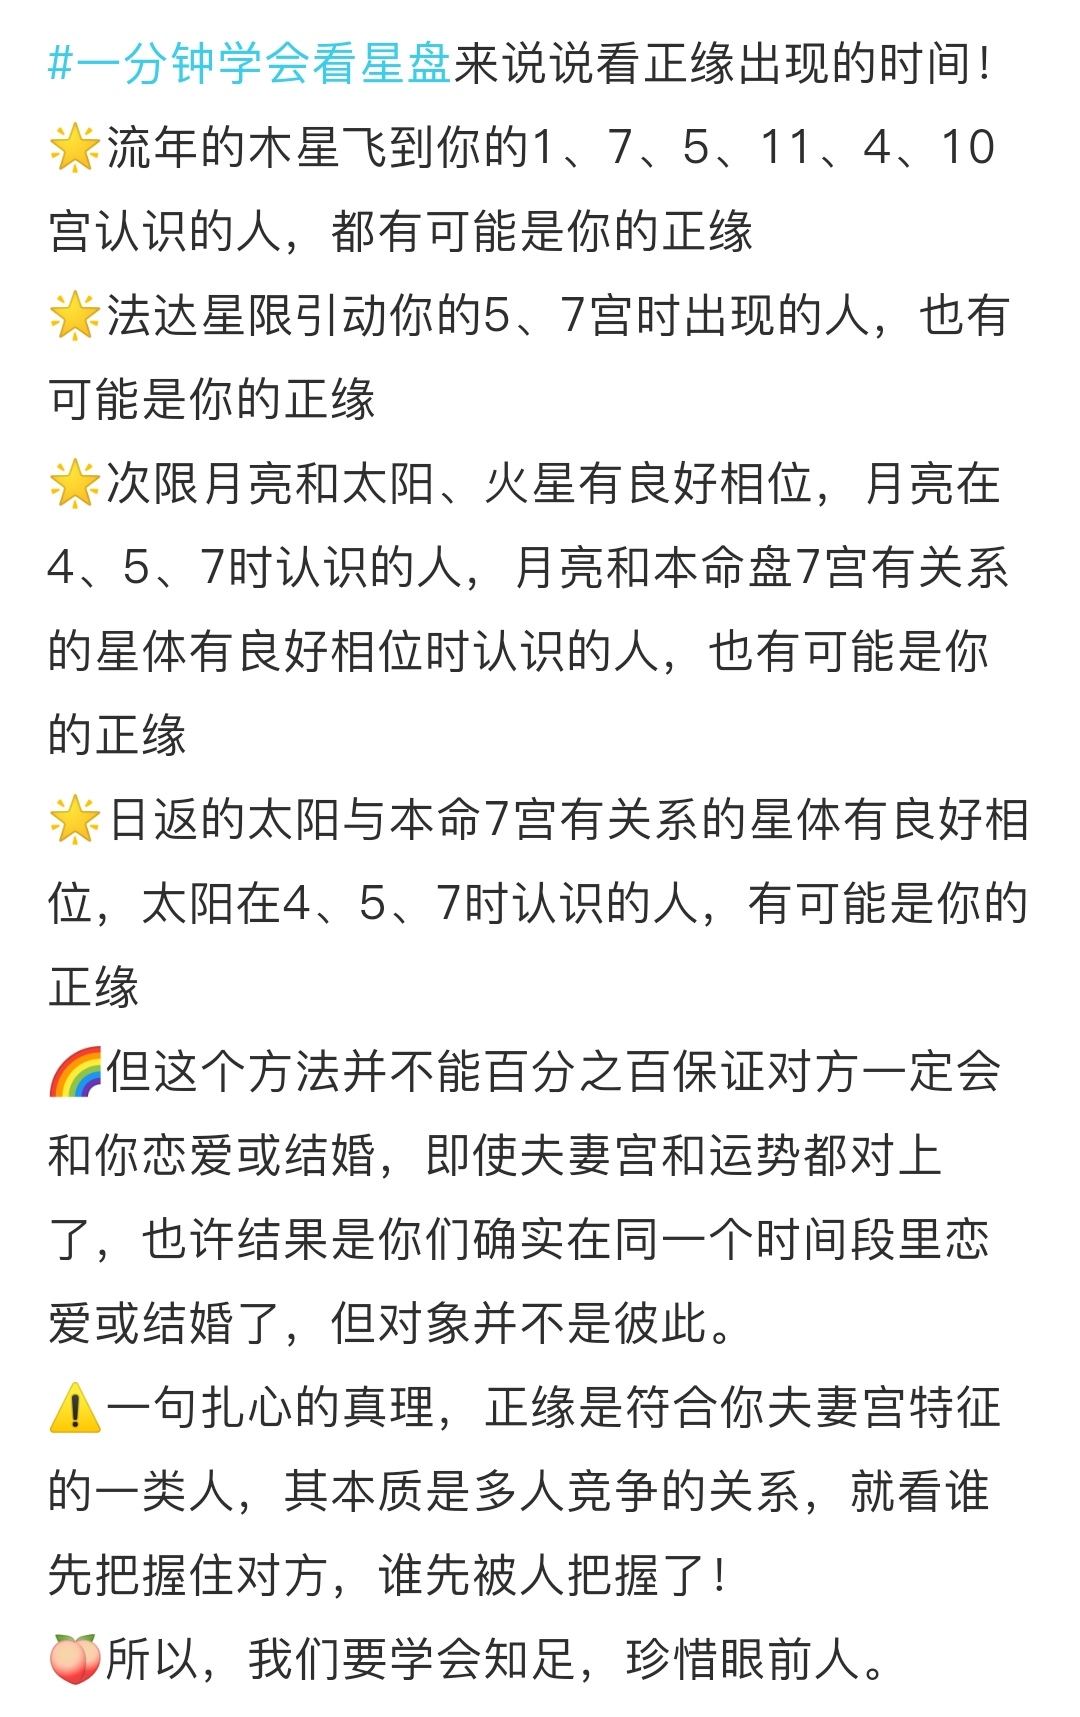 #一分钟学会看星盘来说说看正缘出现的时间！
🌟流年的木星飞到你的1、7、5、11、4、10
宫认识的人，都有可能是你的正缘
🌟法达星限引动你的5、7宫时出现的人，也有
可能是你的正缘
🌟次限月亮和太阳、火星有良好相位，月亮在
4、5、7时认识的人，月亮和本命盘7宫有关系
的星体有良好相位时认识的人，也有可能是你
的正缘
🌟日返的太阳与本命7宫有关系的星体有良好相
位，太阳在4、5、7时认识的人，有可能是你的
正缘
🌈但这个方法并不能百分之百保证对方一定会
和你恋爱或结婚，即使夫妻宫和运势都对上
了，也许结果是你们确实在同一个时间段里恋
爱或结婚了，但对象并不是彼此。
⚠️一句扎心的真理，正缘是符合你夫妻宫特征
的一类人，其本质是多人竞争的关系，就看谁
先把握住对方，谁先被人把握了！
🍑所以，我们要学会知足，珍惜眼前人。